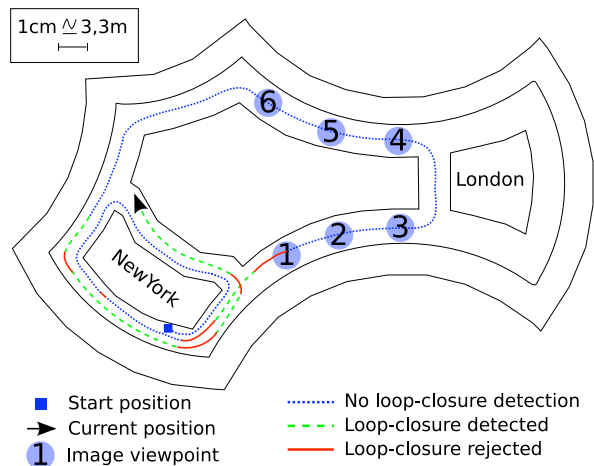 1cm ≃ 3,3m
6
5
4
London
3
2
1
NewYork
Start position
Current position
1 Image viewpoint
No loop-closure detection
Loop-closure detected
Loop-closure rejected